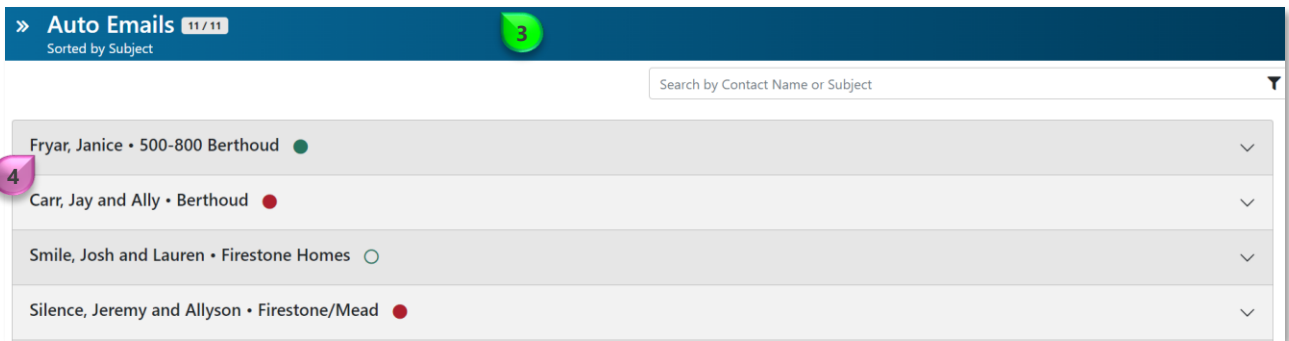 » Auto Emails 11 / 11
Sorted by Subject
3
Search by Contact Name or Subject
Fryar, Janice • 500-800 Berthoud
4
Carr, Jay and Ally • Berthoud
Smile, Josh and Lauren • Firestone Homes
Silence, Jeremy and Allyson • Firestone/Mead